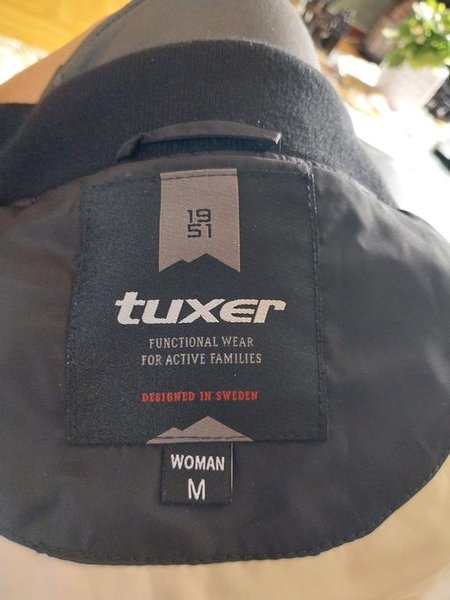 19
51
tuxer
FUNCTIONAL WEAR
FOR ACTIVE FAMILIES
DESIGNED IN SWEDEN
WOMAN
M